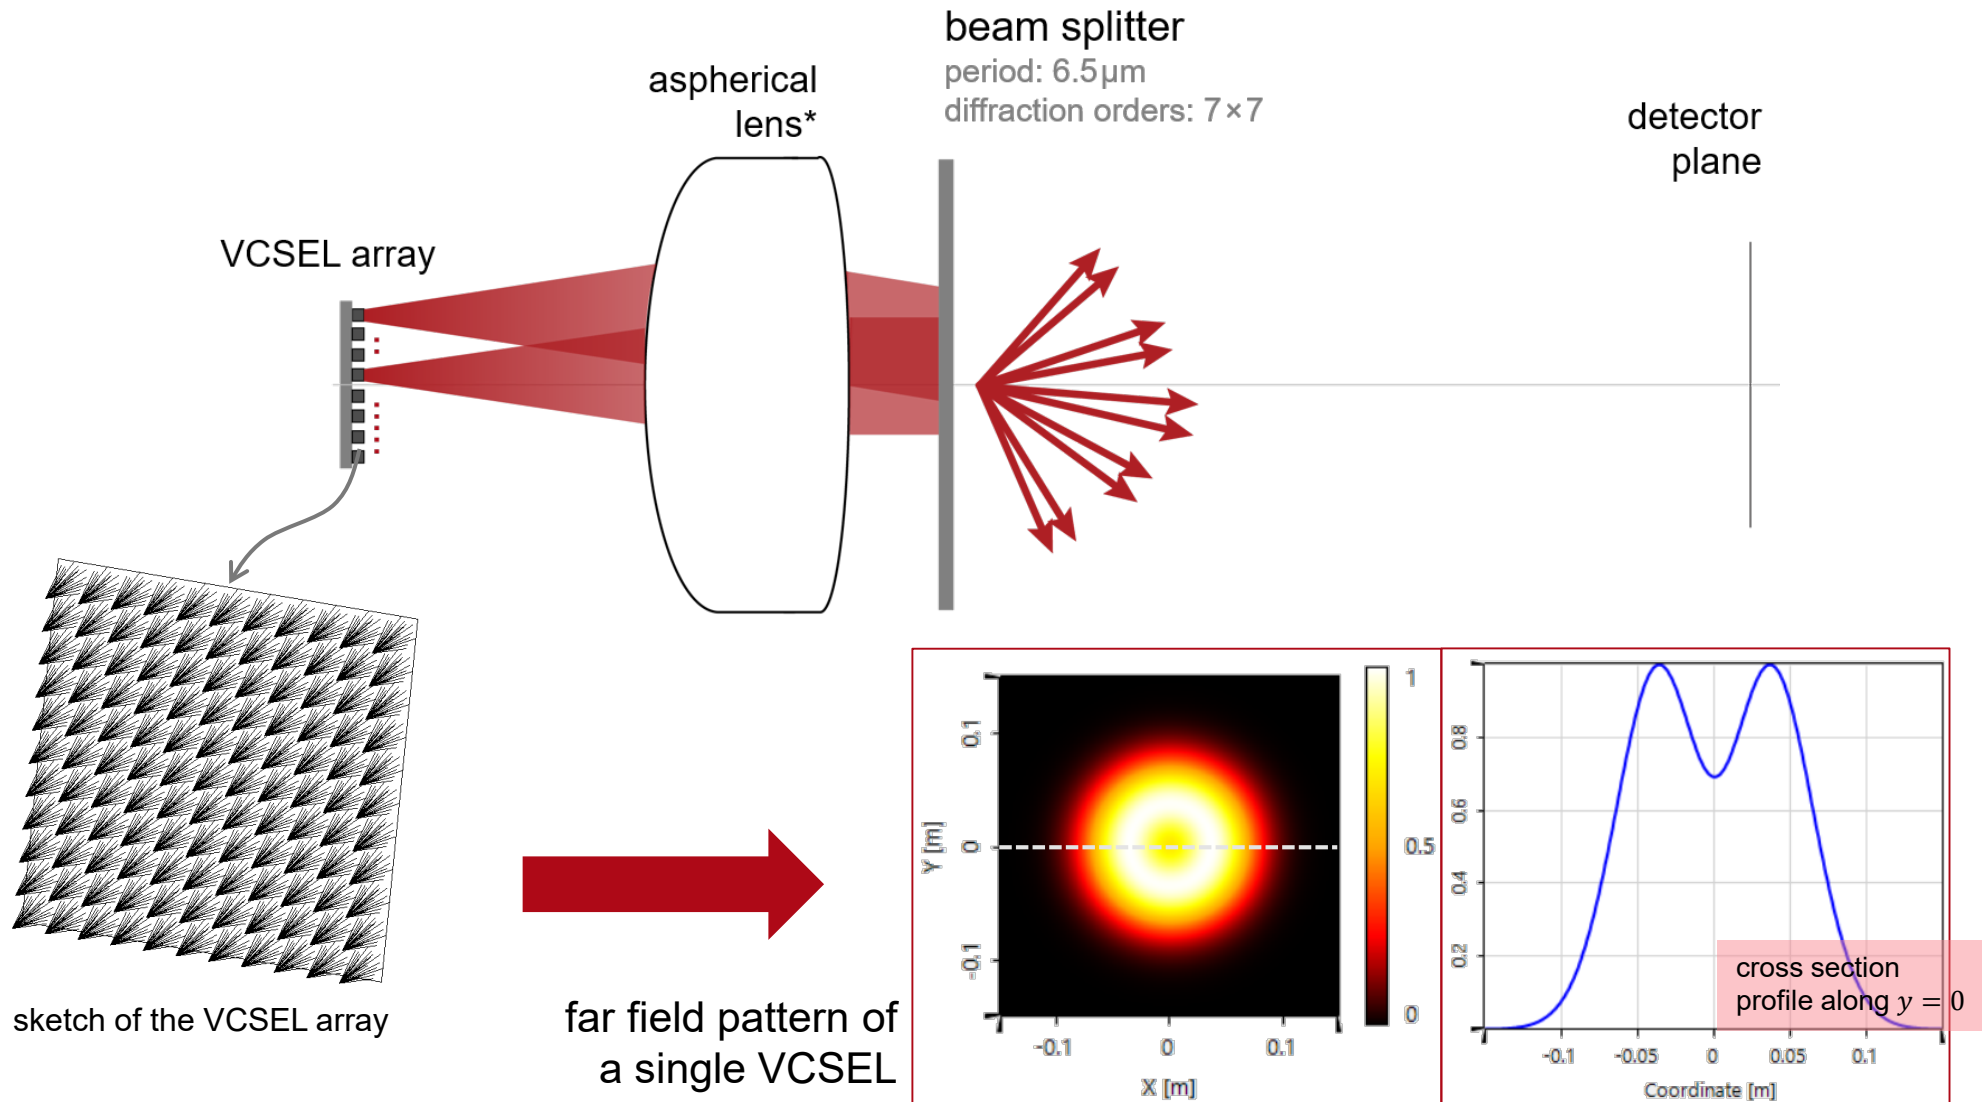 beam splitter
period: 6.5µm
diffraction orders: 7×7
aspherical
lens*
detector
plane
VCSEL array
sketch of the VCSEL array
far field pattern of
a single VCSEL
0.1
0
-0.1
Y [m]
-0.1
0
0.1
X [m]
1
0.5
0
0.8
0.6
0.4
0.2
cross section
profile along y = 0
-0.1
-0.05
0
0.05
0.1
Coordinate [m]